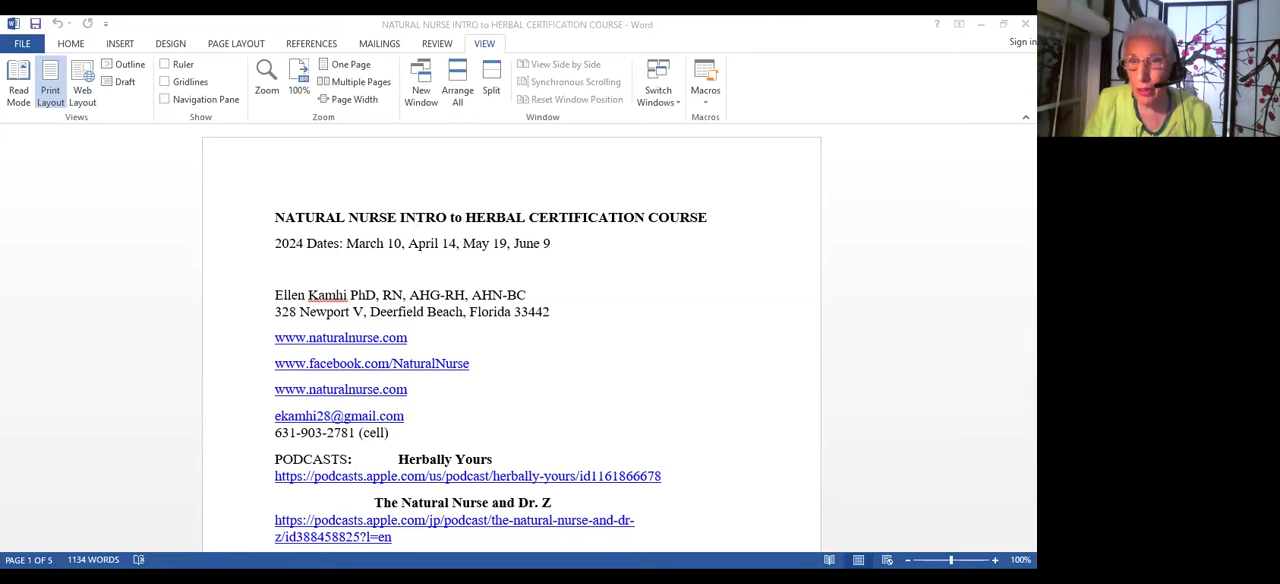 NATURAL NURSE INTRO to HERBAL CERTIFICATION COURSE - Word
?
Sign in
FILE HOME INSERT DESIGN PAGE LAYOUT REFERENCES MAILINGS REVIEW VIEW
Read Mode
Print Layout
Web Layout
Outline
Draft
Views
Ruler
Gridlines
Navigation Pane
Show
Zoom
100%
One Page
Multiple Pages
Page Width
Zoom
New Window
Arrange All
Split
View Side by Side
Synchronous Scrolling
Reset Window Position
Window
Switch Windows
Macros
Macros
NATURAL NURSE INTRO to HERBAL CERTIFICATION COURSE
2024 Dates: March 10, April 14, May 19, June 9
Ellen Kamhi PhD, RN, AHG-RH, AHN-BC
328 Newport V, Deerfield Beach, Florida 33442
www.naturalnurse.com
www.facebook.com/NaturalNurse
www.naturalnurse.com
ekamhi28@gmail.com
631-903-2781 (cell)
PODCASTS: Herbally Yours
https://podcasts.apple.com/us/podcast/herbally-yours/id1161866678
The Natural Nurse and Dr. Z
https://podcasts.apple.com/jp/podcast/the-natural-nurse-and-dr-
z/id388458825?l=en
PAGE 1 OF 5 1134 WORDS 100%